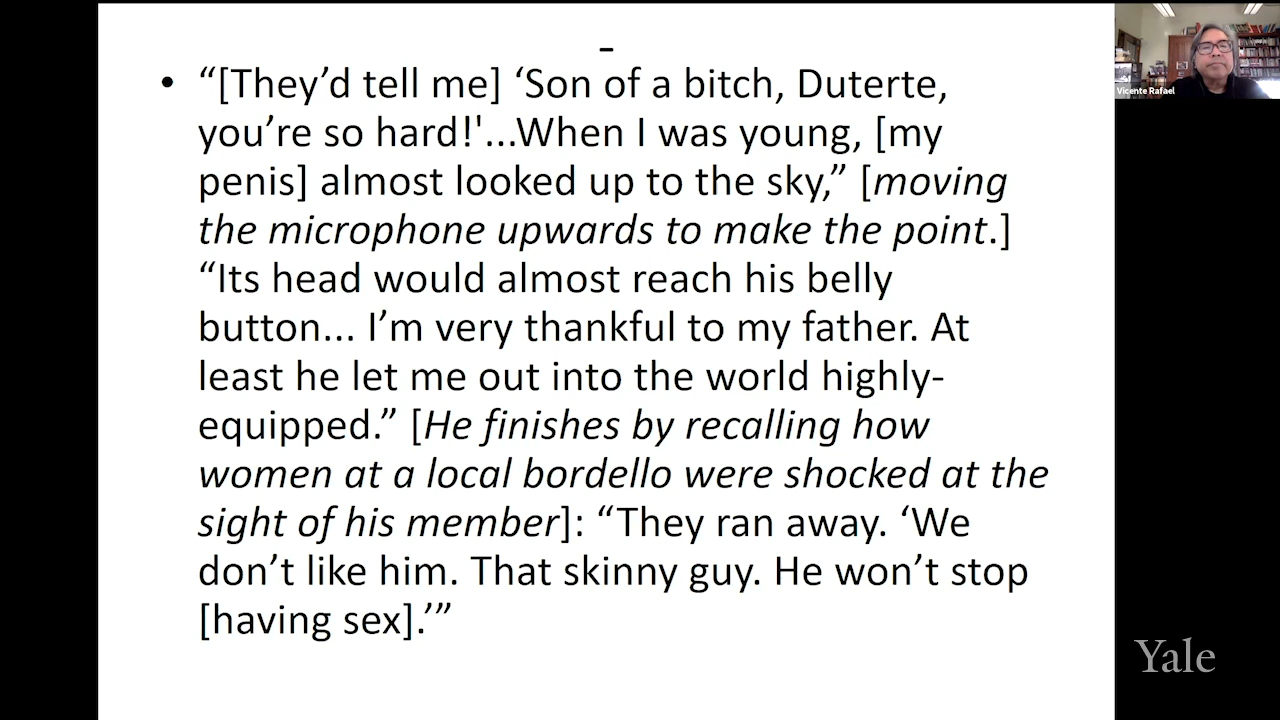 -
• “[They’d tell me] ‘Son of a bitch, Duterte,
you’re so hard!'...When I was young, [my
penis] almost looked up to the sky,” [moving
the microphone upwards to make the point.]
“Its head would almost reach his belly
button... I’m very thankful to my father. At
least he let me out into the world highly-
equipped.” [He finishes by recalling how
women at a local bordello were shocked at the
sight of his member]: “They ran away. ‘We
don’t like him. That skinny guy. He won’t stop
[having sex].’”
Vicente Rafael
Yale